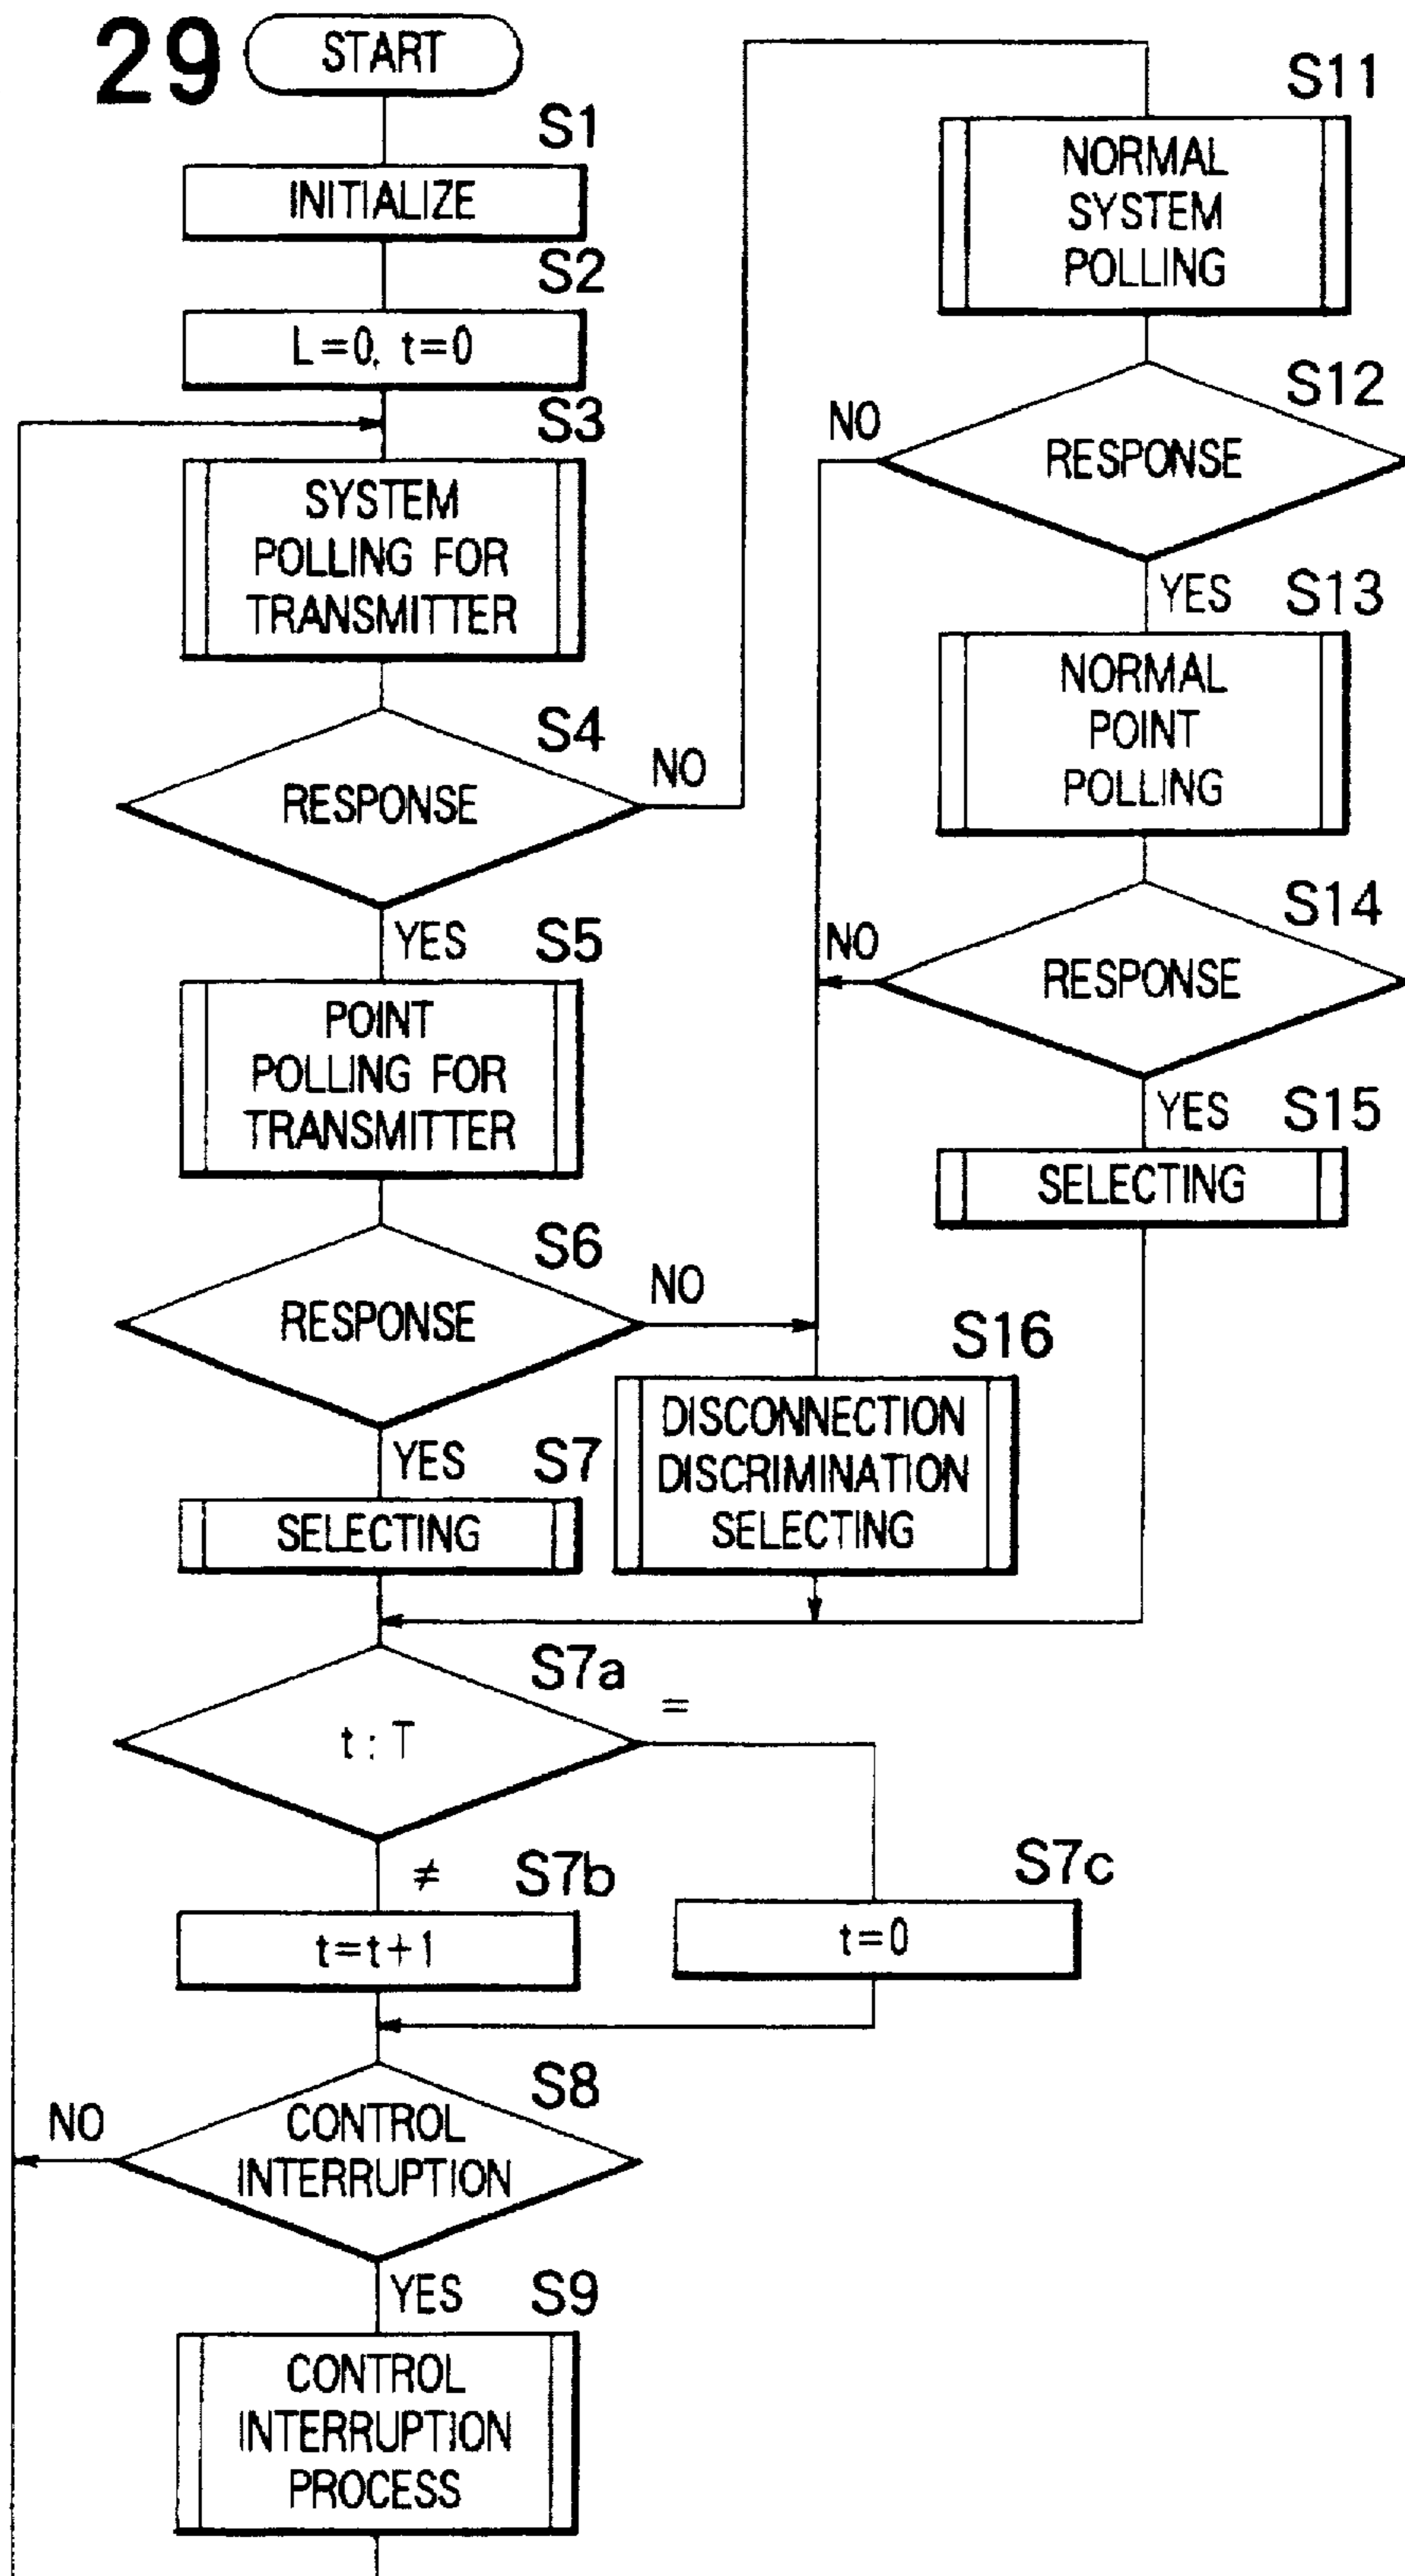 29
START
S1
INITIALIZE
S2
L=0, t=0
S3
SYSTEM
POLLING FOR
TRANSMITTER
S4
RESPONSE
NO
YES
S5
POINT
POLLING FOR
TRANSMITTER
S6
RESPONSE
NO
YES
S7
SELECTING
S7a
t : T
=
≠
S7b
t=t+1
S7c
t=0
S8
CONTROL
INTERRUPTION
NO
YES
S9
CONTROL
INTERRUPTION
PROCESS
S11
NORMAL
SYSTEM
POLLING
S12
RESPONSE
NO
YES
S13
NORMAL
POINT
POLLING
S14
RESPONSE
NO
YES
S15
SELECTING
S16
DISCONNECTION
DISCRIMINATION
SELECTING